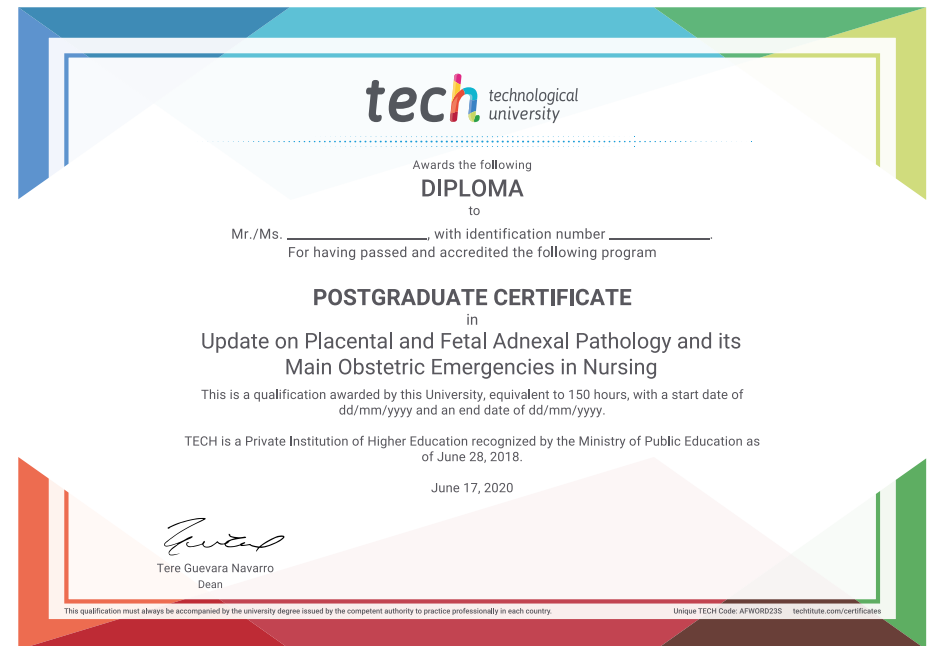 tech technological
university
Awards the following
DIPLOMA
to
Mr./Ms. ____________________, with identification number ______________.
For having passed and accredited the following program
POSTGRADUATE CERTIFICATE
in
Update on Placental and Fetal Adnexal Pathology and its
Main Obstetric Emergencies in Nursing
This is a qualification awarded by this University, equivalent to 150 hours, with a start date of
dd/mm/yyyy and an end date of dd/mm/yyyy.
TECH is a Private Institution of Higher Education recognized by the Ministry of Public Education as
of June 28, 2018.
June 17, 2020
Tere Guevara Navarro
Dean
This qualification must always be accompanied by the university degree issued by the competent authority to practice professionally in each country.
Unique TECH Code: AFWORD23S techtitute.com/certificates